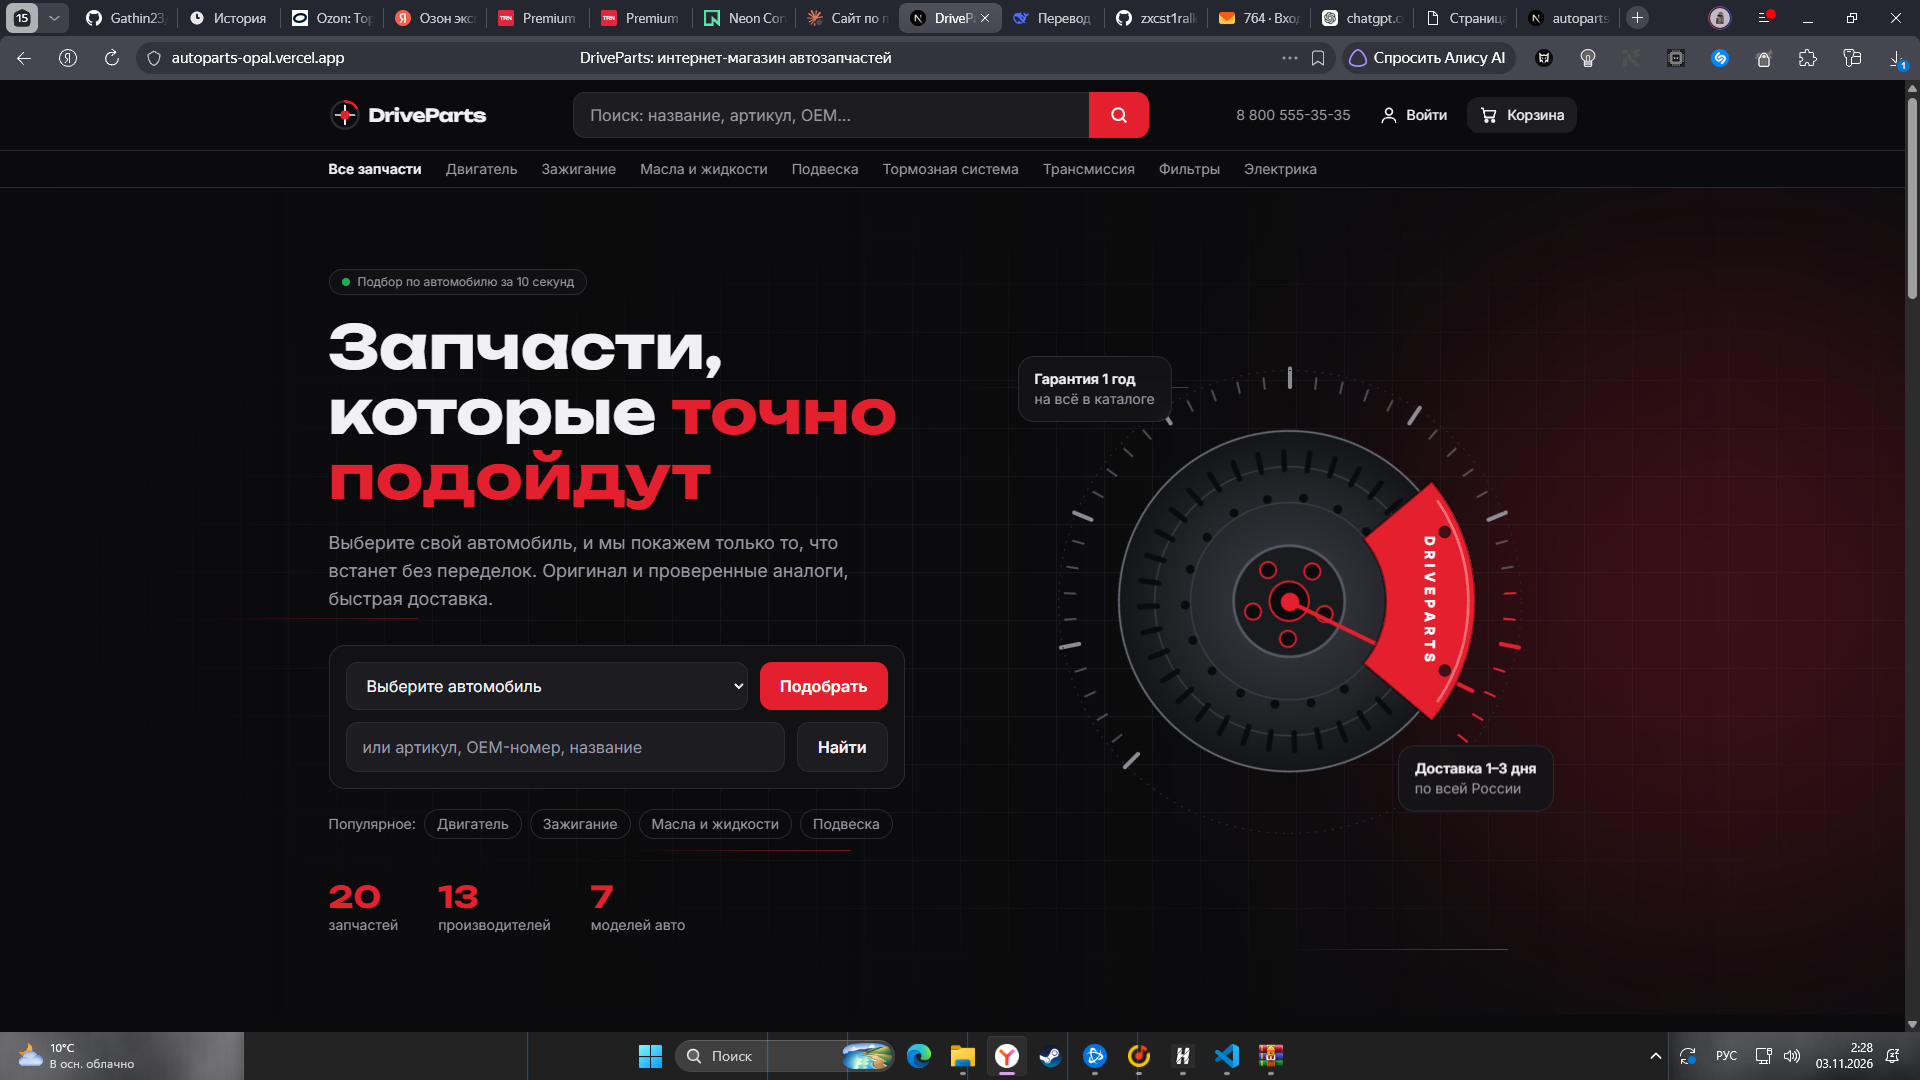 15
Gathin23
История
Ozon: Тор
Озон экс
Premium
Premium
Neon Con
Сайт по п
DriveP
Перевод
zxcst1ralk
764 · Вхо
chatgpt.c
Страница
autoparts
autoparts-opal.vercel.app
DriveParts: интернет-магазин автозапчастей
Спросить Алису AI
1
DriveParts
Поиск: название, артикул, OEM...
8 800 555-35-35
Войти
Корзина
Все запчасти
Двигатель
Зажигание
Масла и жидкости
Подвеска
Тормозная система
Трансмиссия
Фильтры
Электрика
Подбор по автомобилю за 10 секунд
Запчасти,
которые точно
подойдут
Выберите свой автомобиль, и мы покажем только то, что
встанет без переделок. Оригинал и проверенные аналоги,
быстрая доставка.
Выберите автомобиль
Подобрать
или артикул, OEM-номер, название
Найти
Популярное:
Двигатель
Зажигание
Масла и жидкости
Подвеска
20
запчастей
13
производителей
7
моделей авто
Гарантия 1 год
на всё в каталоге
DRIVEPARTS
Доставка 1–3 дня
по всей России
10°C
В осн. облачно
Поиск
РУС
2:28
03.11.2026